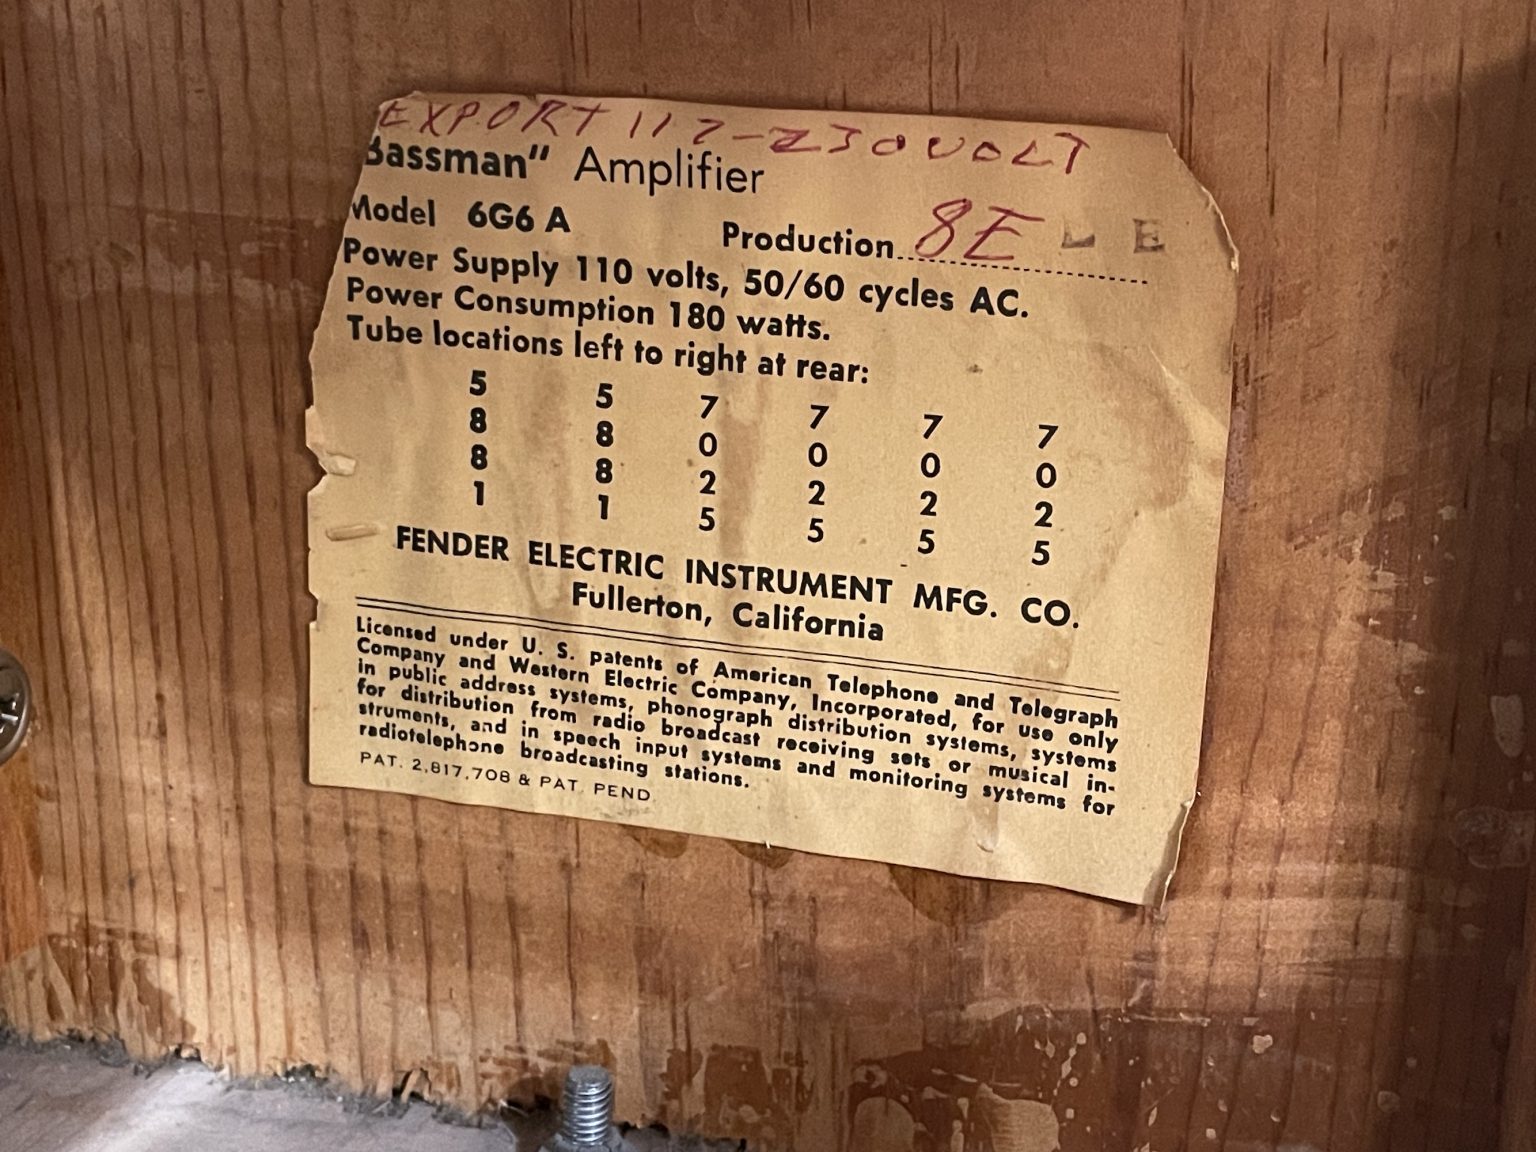 EXPORT 117-230 VOLT
Bassman" Amplifier
Model 6G6 A
Production 8E L E
Power Supply 110 volts, 50/60 cycles AC.
Power Consumption 180 watts.
Tube locations left to right at rear:
5 5 7 7 7 7
8 8 0 0 0 0
8 8 2 2 2 2
1 1 5 5 5 5
FENDER ELECTRIC INSTRUMENT MFG. CO.
Fullerton, California
Licensed under U. S. patents of American Telephone and Telegraph
Company and Western Electric Company, Incorporated, for use only
in public address systems, phonograph distribution systems, systems
for distribution from radio broadcast receiving sets or musical in-
struments, and in speech input systems and monitoring systems for
radiotelephone broadcasting stations.
PAT. 2,817,708 & PAT. PEND.